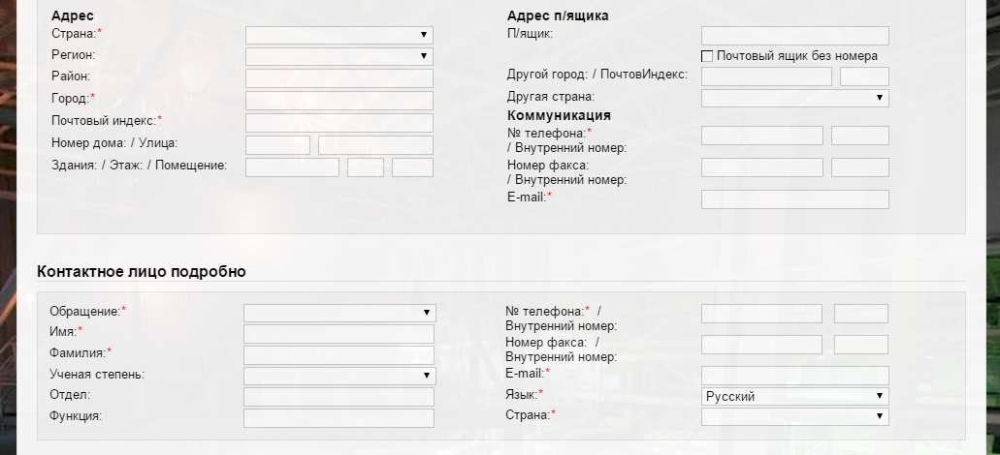 Адрес
Страна:*
Регион:
Район:
Город:*
Почтовый индекс:*
Номер дома: / Улица:
Здания: / Этаж: / Помещение:
Адрес п/ящика
П/ящик:
Почтовый ящик без номера
Другой город: / ПочтовИндекс:
Другая страна:
Коммуникация
№ телефона:*
/ Внутренний номер:
Номер факса:
/ Внутренний номер:
E-mail:*
Контактное лицо подробно
Обращение:*
Имя:*
Фамилия:*
Ученая степень:
Отдел:
Функция:
№ телефона:* /
Внутренний номер:
Номер факса: /
Внутренний номер:
E-mail:*
Язык:* Русский
Страна:*